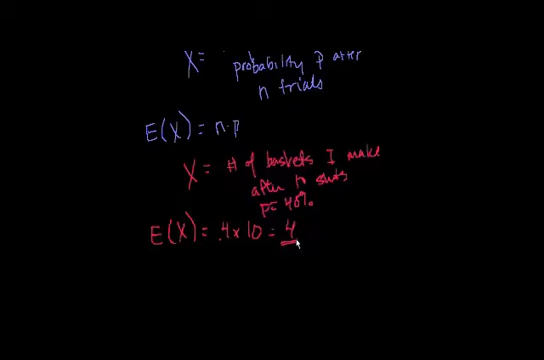 X=
probability P after
n trials
E(X) = n·p
X = # of baskets I make
after 10 shots
P= 40%
E(X) = .4 × 10 = 4